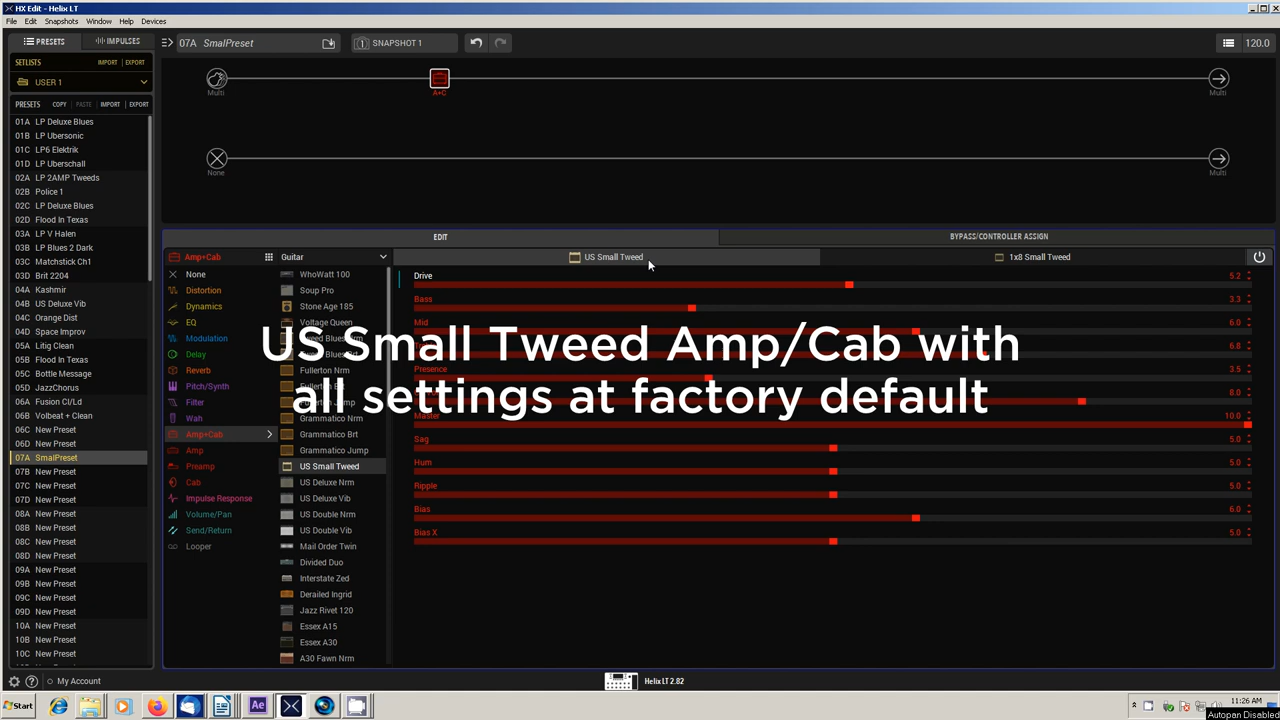 HX Edit - Helix LT
File Edit Snapshots Window Help Devices
PRESETS IMPULSES
07A SmalPreset
1 SNAPSHOT 1
120.0
SETLISTS IMPORT EXPORT
USER 1
PRESETS COPY PASTE IMPORT EXPORT
01A LP Deluxe Blues
01B LP Ubersonic
01C LP6 Elektrik
01D LP Uberschall
02A LP 2AMP Tweeds
02B Police 1
02C LP Deluxe Blues
02D Flood In Texas
03A LP V Halen
03B LP Blues 2 Dark
03C Matchstick Ch1
03D Brit 2204
04A Kashmir
04B US Deluxe Vib
04C Orange Dist
04D Space Improv
05A Litig Clean
05B Flood In Texas
05C Bottle Message
05D JazzChorus
06A Fusion Cl/Ld
06B Volbeat + Clean
06C New Preset
06D New Preset
07A SmalPreset
07B New Preset
07C New Preset
07D New Preset
08A New Preset
08B New Preset
08C New Preset
08D New Preset
09A New Preset
09B New Preset
09C New Preset
09D New Preset
10A New Preset
10B New Preset
10C New Preset
Multi
A+C
Multi
None
Multi
EDIT
BYPASS/CONTROLLER ASSIGN
Amp+Cab
Guitar
US Small Tweed
1x8 Small Tweed
None
Distortion
Dynamics
EQ
Modulation
Delay
Reverb
Pitch/Synth
Filter
Wah
Amp+Cab
Amp
Preamp
Cab
Impulse Response
Volume/Pan
Send/Return
Looper
WhoWatt 100
Soup Pro
Stone Age 185
Voltage Queen
Fullerton Nrm
Grammatico Nrm
Grammatico Brt
Grammatico Jump
US Small Tweed
US Deluxe Nrm
US Deluxe Vib
US Double Nrm
US Double Vib
Mail Order Twin
Divided Duo
Interstate Zed
Derailed Ingrid
Jazz Rivet 120
Essex A15
Essex A30
A30 Fawn Nrm
Drive 5.2
Bass 3.3
Mid 6.0
6.8
Presence 3.5
8.0
Master 10.0
Sag 5.0
Hum 5.0
Ripple 5.0
Bias 6.0
Bias X 5.0
US Small Tweed Amp/Cab with
all settings at factory default
My Account
Helix LT 2.82
Start
Ae
11:26 AM
Autopan Disabled